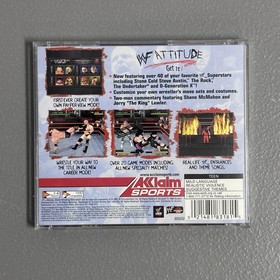 WF ATTITUDE
Get It!
• Now featuring over 40 of your favorite Superstars
including Stone Cold Steve Austin, The Rock,
The Undertaker and D-Generation X
• Customize your own wrestler's move sets and costumes.
• Two-man commentary featuring Shane McMahon and
Jerry "The King" Lawler.
FIRST EVER CREATE YOUR
OWN PAY-PER-VIEW MODE!
WRESTLE YOUR WAY TO
THE TITLE IN ALL NEW
CAREER MODE!
OVER 20 GAME MODES INCLUDING
ALL NEW SPECIALTY MATCHES!
REAL LIFE ENTRANCES
AND THEME SONGS.
AKklaim
SPORTS
TEEN
MILD LANGUAGE
REALISTIC VIOLENCE
SUGGESTIVE THEMES